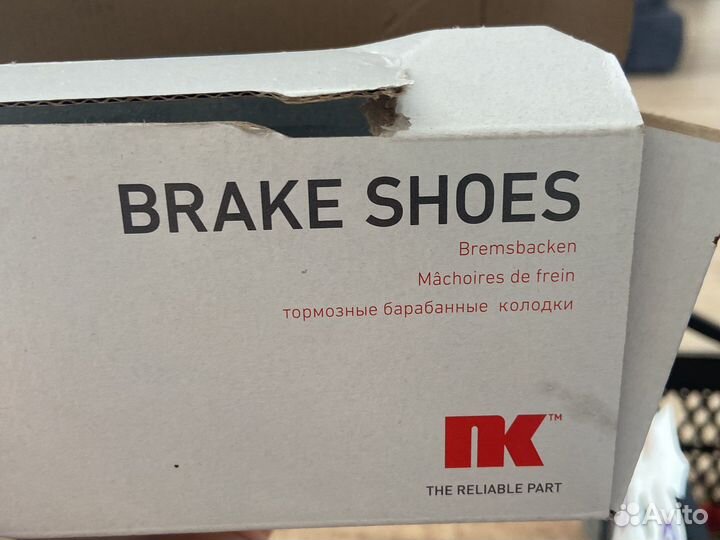 BRAKE SHOES
Bremsbacken
Mâchoires de frein
тормозные барабанные колодки
NK™
THE RELIABLE PART
Avito